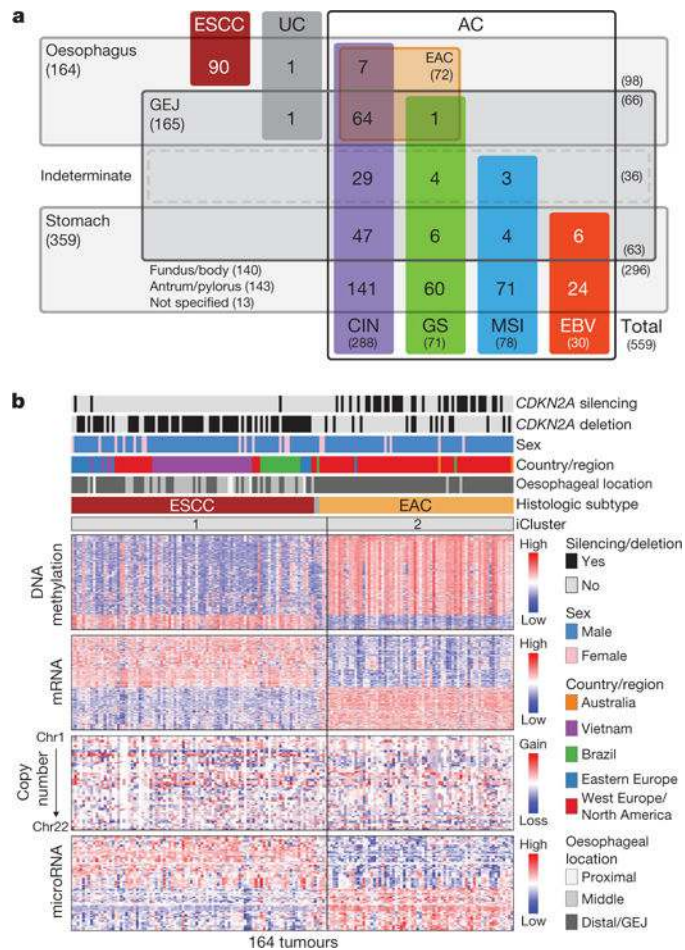 a
ESCC UC AC
Oesophagus
(164)
90 1 7 EAC
(72)
(98)
(66)
GEJ
(165)
1 64 1
Indeterminate 29 4 3 (36)
Stomach
(359)
47 6 4 6
(63)
(296)
Fundus/body (140)
Antrum/pylorus (143)
Not specified (13)
141 60 71 24
CIN GS MSI EBV Total
(288) (71) (78) (30) (559)
b
CDKN2A silencing
CDKN2A deletion
Sex
Country/region
Oesophageal location
ESCC EAC Histologic subtype
1 2 iCluster
DNA
methylation
High
Low
mRNA
High
Low
Chr1
Copy
number
Chr22
Gain
Loss
microRNA
High
Low
164 tumours
Silencing/deletion
Yes
No
Sex
Male
Female
Country/region
Australia
Vietnam
Brazil
Eastern Europe
West Europe/
North America
Oesophageal
location
Proximal
Middle
Distal/GEJ